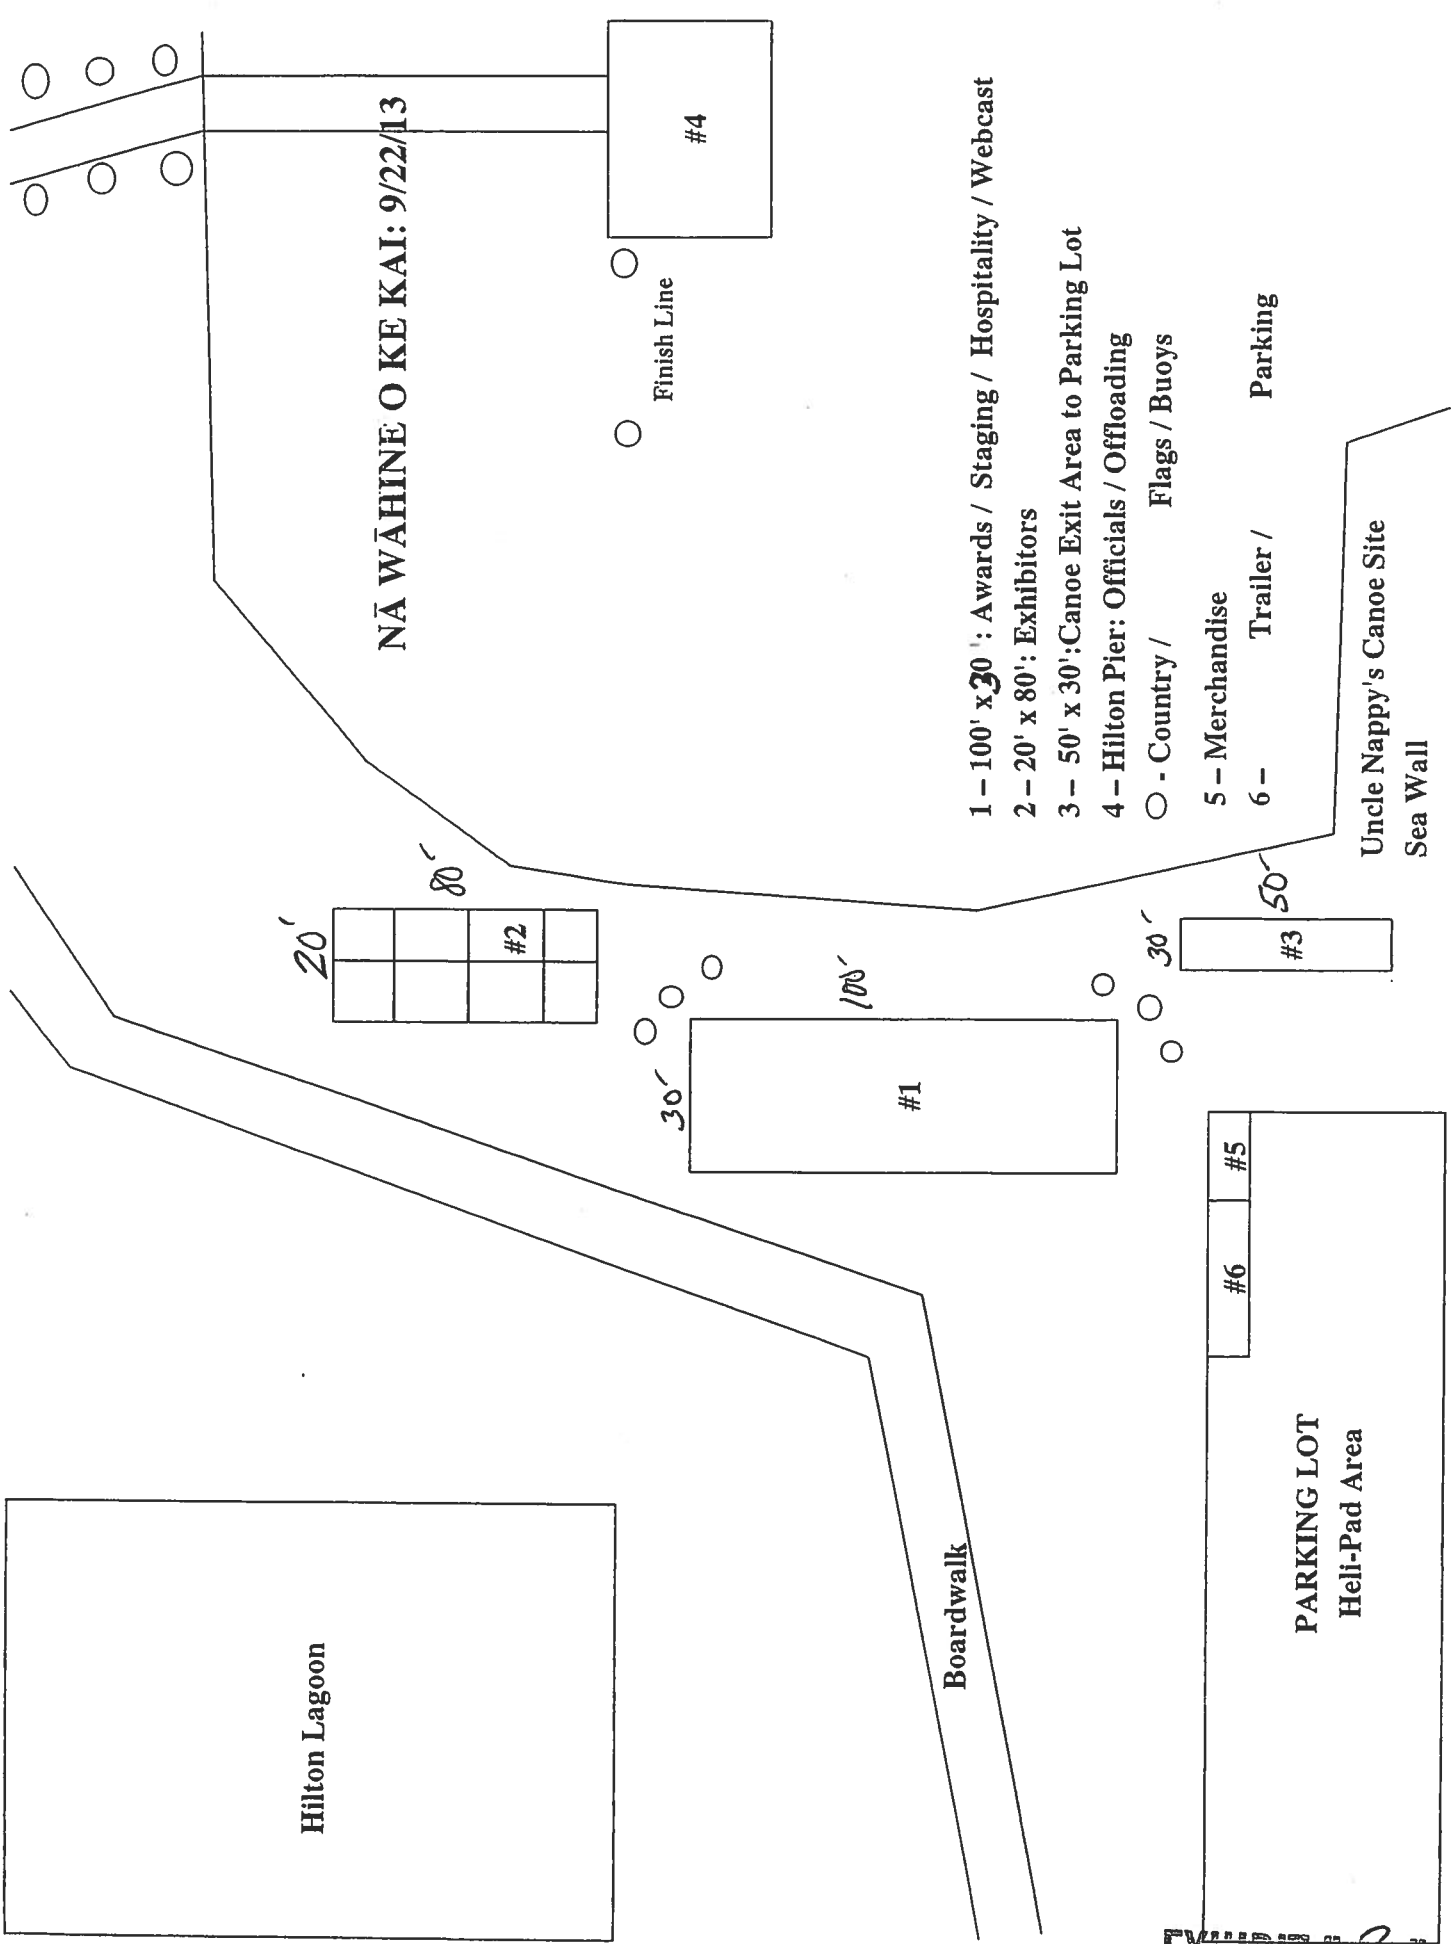 NĀ WĀHINE O KE KAI: 9/22/13
Hilton Lagoon
20'
80'
#2
#4
Finish Line
30'
100'
#1
Boardwalk
1 – 100' x 30 ': Awards / Staging / Hospitality / Webcast
2 – 20' x 80': Exhibitors
3 – 50' x 30':Canoe Exit Area to Parking Lot
4 – Hilton Pier: Officials / Offloading
○ - Country / Flags / Buoys
5 – Merchandise
6 – Trailer / Parking
30'
50'
#3
#6
#5
PARKING LOT
Heli-Pad Area
Uncle Nappy's Canoe Site
Sea Wall